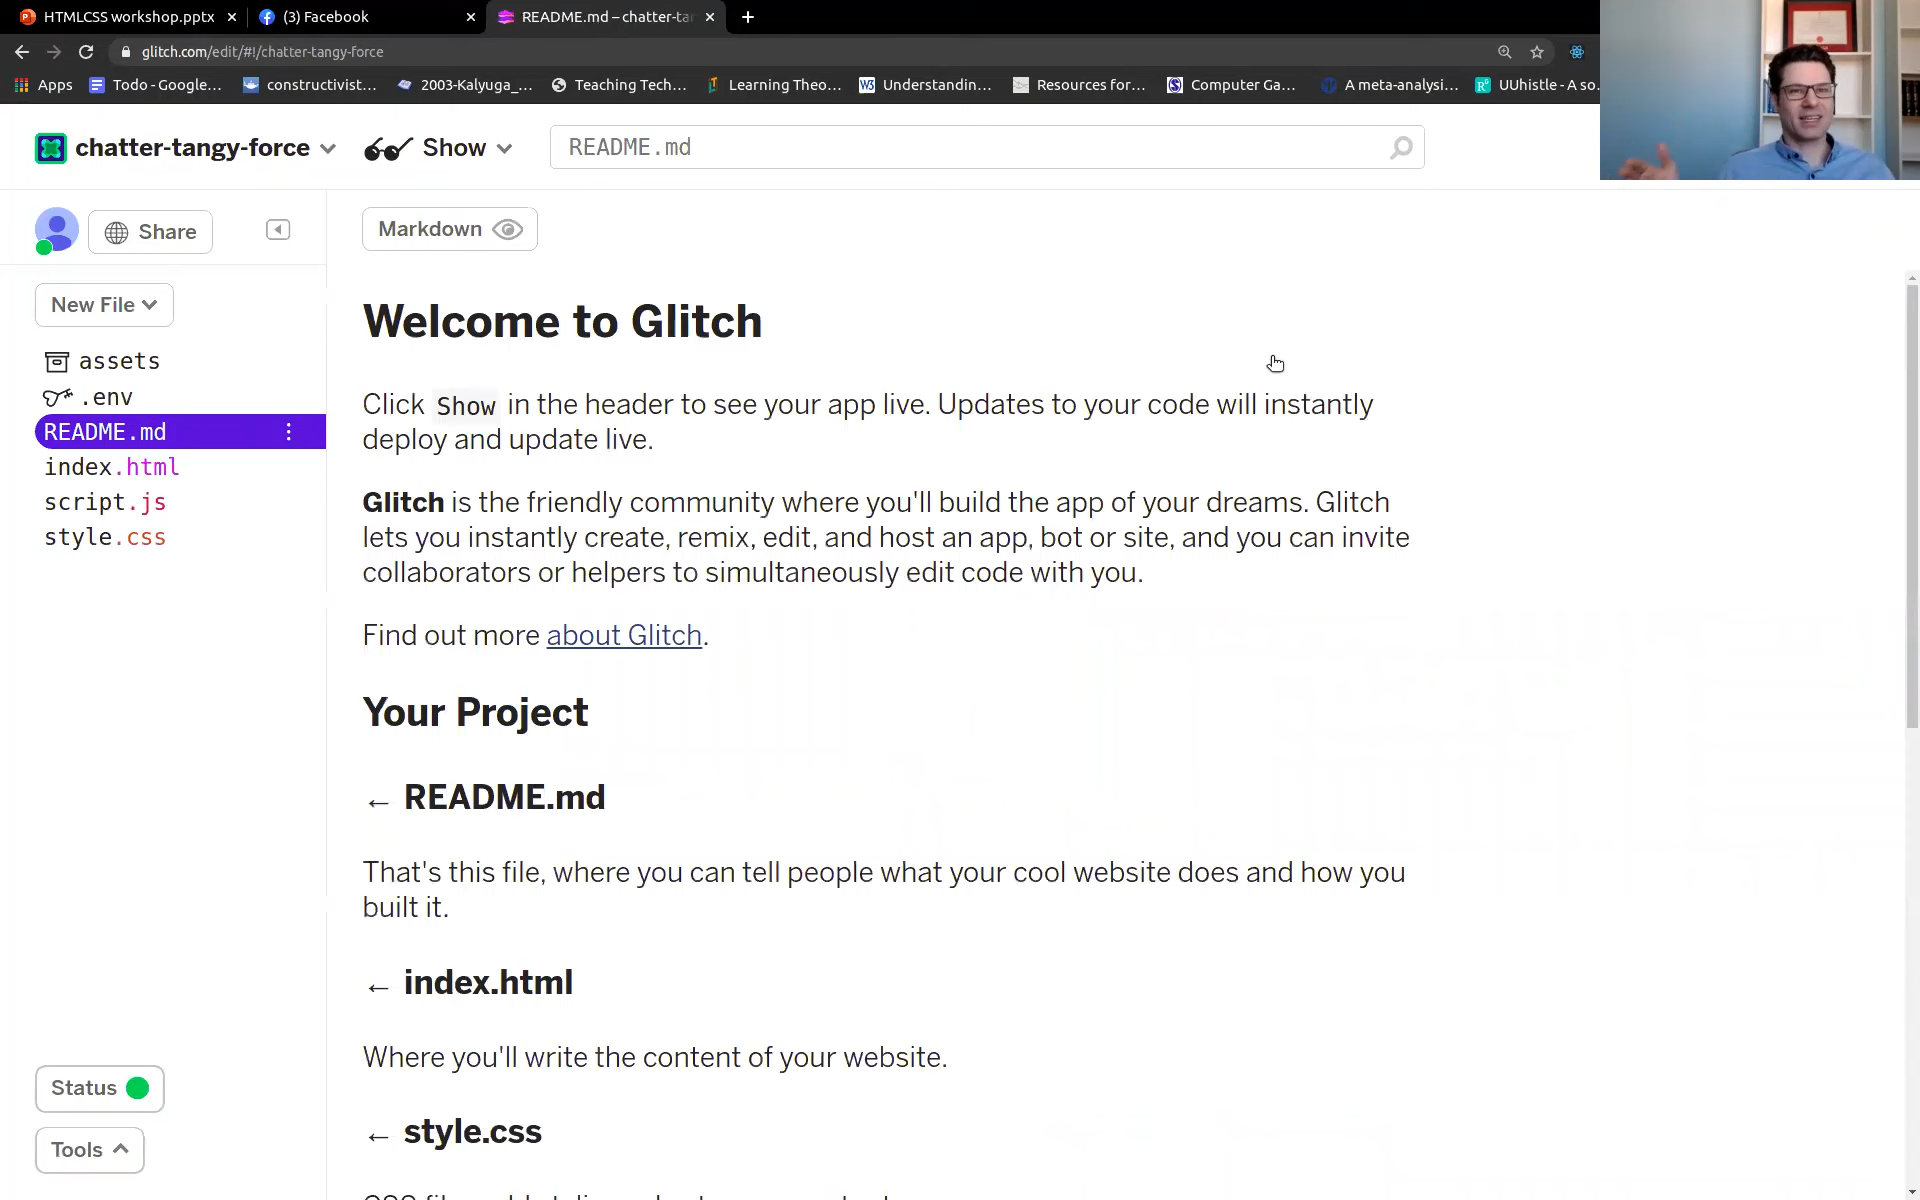 HTMLCSS workshop.pptx
(3) Facebook
README.md – chatter-ta
glitch.com/edit/#!/chatter-tangy-force
Apps
Todo - Google...
constructivist...
2003-Kalyuga_...
Teaching Tech...
Learning Theo...
Understandin...
Resources for...
Computer Ga...
A meta-analysi...
UUhistle - A so
chatter-tangy-force
Show
README.md
Share
Markdown
New File
assets
.env
README.md
index.html
script.js
style.css
Status
Tools
Welcome to Glitch
Click Show in the header to see your app live. Updates to your code will instantly
deploy and update live.
Glitch is the friendly community where you'll build the app of your dreams. Glitch
lets you instantly create, remix, edit, and host an app, bot or site, and you can invite
collaborators or helpers to simultaneously edit code with you.
Find out more about Glitch.
Your Project
← README.md
That's this file, where you can tell people what your cool website does and how you
built it.
← index.html
Where you'll write the content of your website.
← style.css